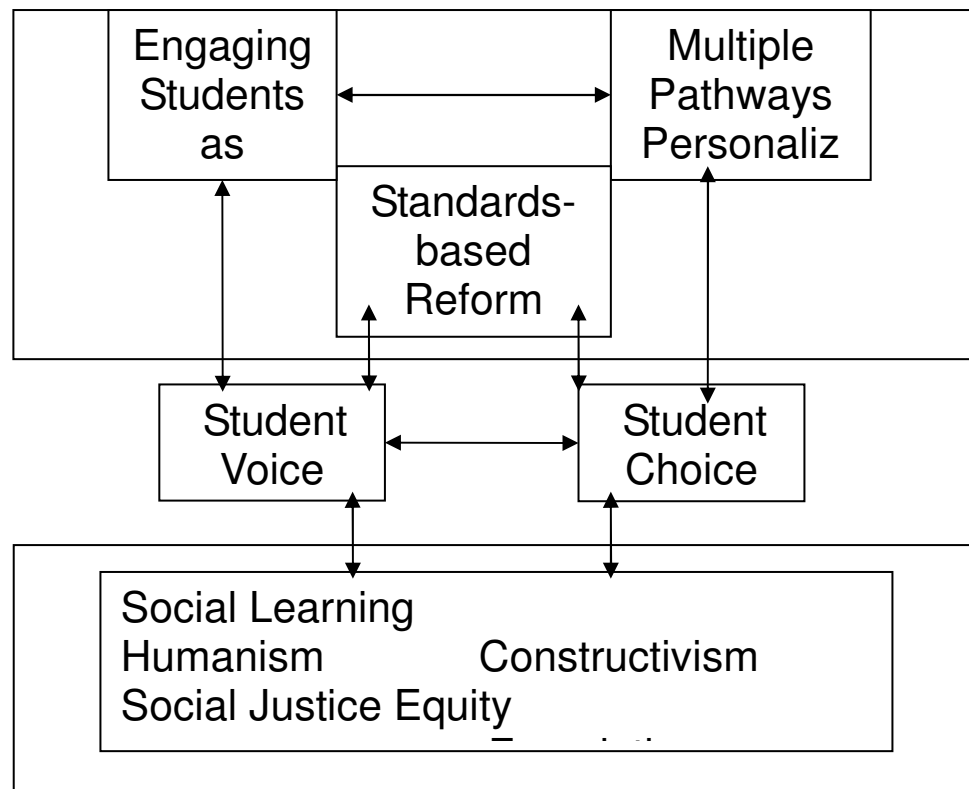 Engaging
Students
as
Multiple
Pathways
Personaliz
Standards-
based
Reform
Student
Voice
Student
Choice
Social Learning
Humanism Constructivism
Social Justice Equity